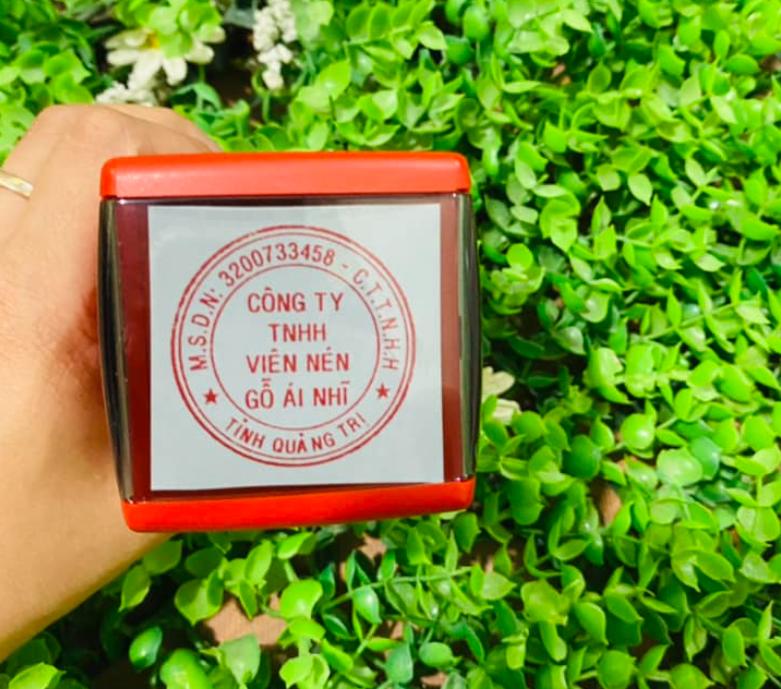 M.S.D.N: 3200733458 - C.T.T.N.H.H
CÔNG TY
TNHH
VIÊN NÉN
GỖ ÁI NHĨ
★ TỈNH QUẢNG TRỊ ★